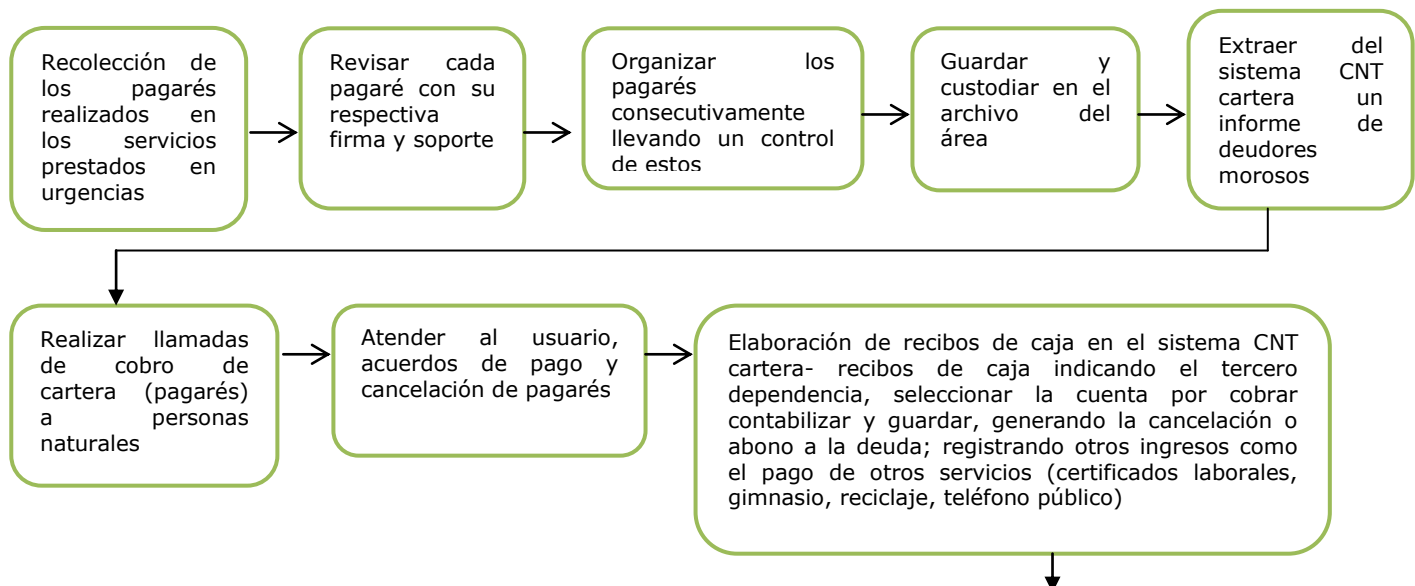 Recolección de
los pagarés
realizados en
los servicios
prestados en
urgencias
Revisar cada
pagaré con su
respectiva
firma y soporte
Organizar los
pagarés
consecutivamente
llevando un control
de estos
Guardar y
custodiar en el
archivo del
área
Extraer del
sistema CNT
cartera un
informe de
deudores
morosos
Realizar llamadas
de cobro de
cartera (pagarés)
a personas
naturales
Atender al usuario,
acuerdos de pago y
cancelación de pagarés
Elaboración de recibos de caja en el sistema CNT
cartera- recibos de caja indicando el tercero
dependencia, seleccionar la cuenta por cobrar
contabilizar y guardar, generando la cancelación o
abono a la deuda; registrando otros ingresos como
el pago de otros servicios (certificados laborales,
gimnasio, reciclaje, teléfono público)